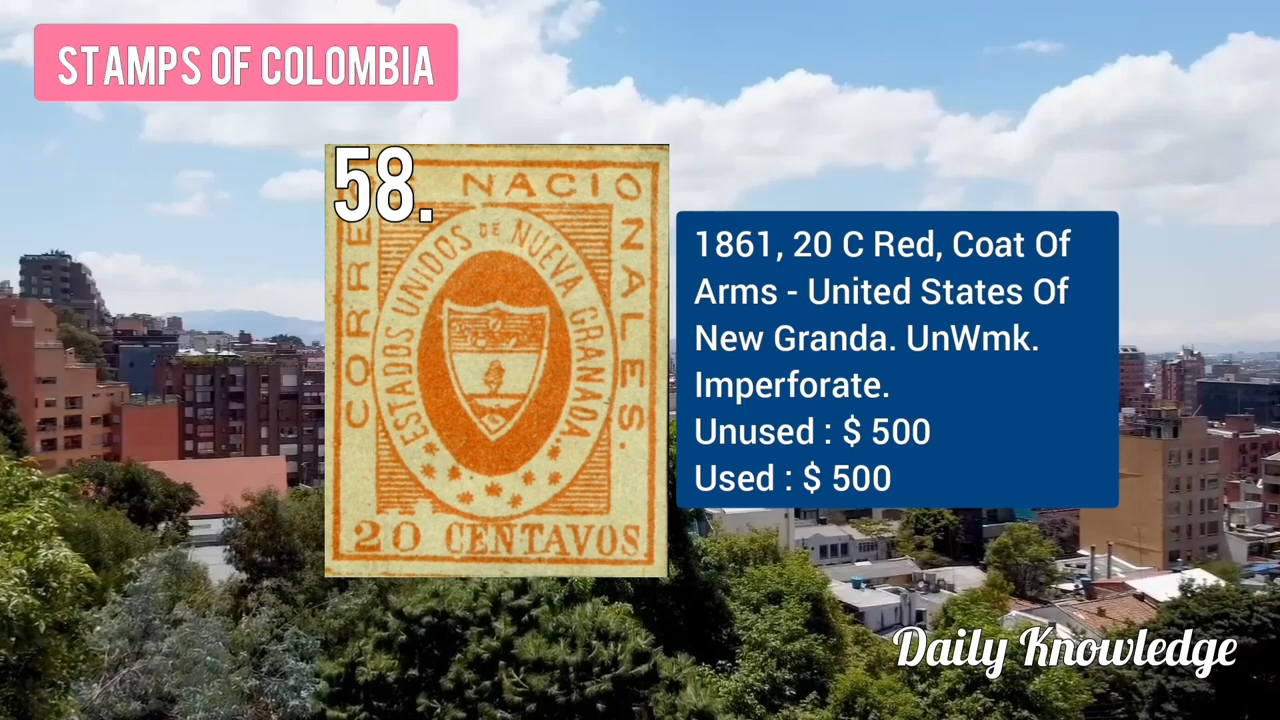 STAMPS OF COLOMBIA
58.
NACIONALES.
CORRE
ESTADOS UNIDOS DE NUEVA GRANADA.
20 CENTAVOS
1861, 20 C Red, Coat Of
Arms - United States Of
New Granda. UnWmk.
Imperforate.
Unused : $ 500
Used : $ 500
Daily Knowledge